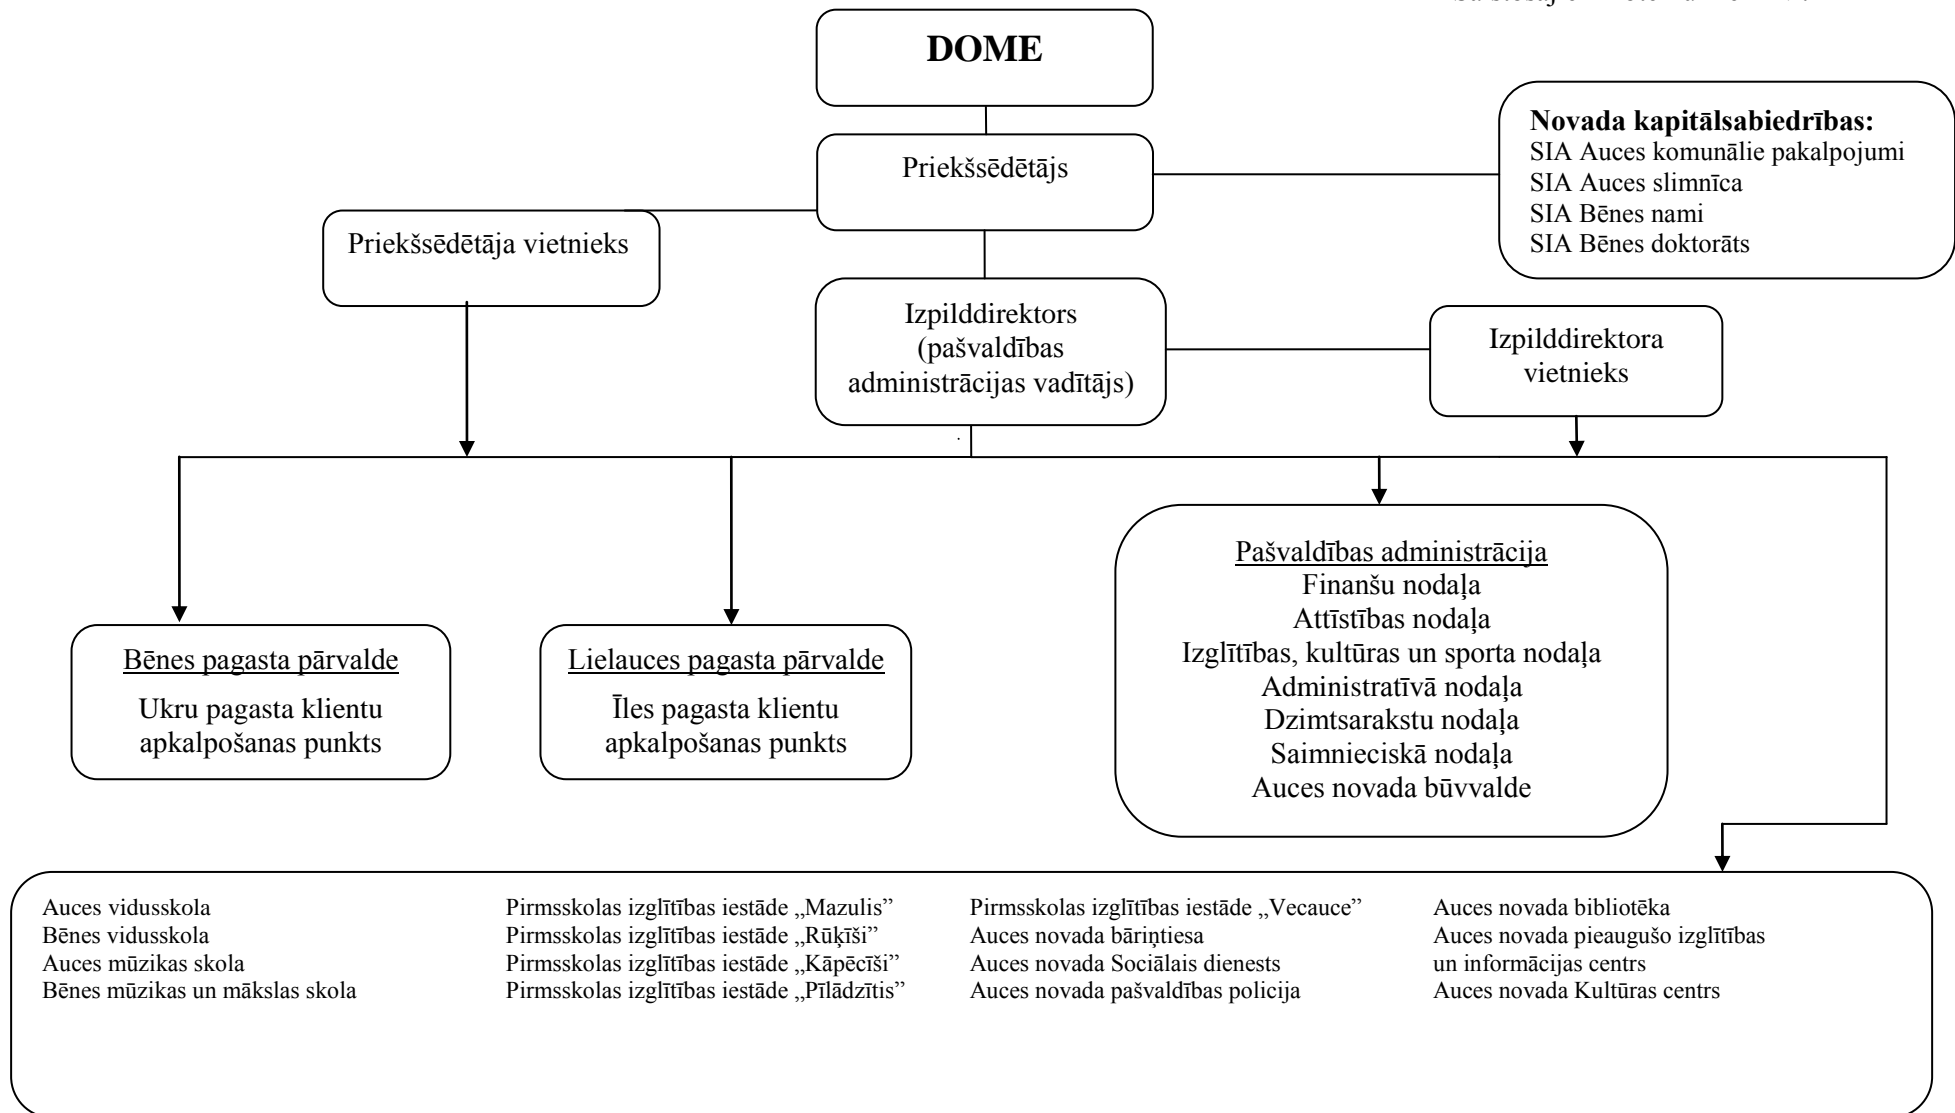 DOME
Novada kapitālsabiedrības:
SIA Auces komunālie pakalpojumi
SIA Auces slimnīca
SIA Bēnes nami
SIA Bēnes doktorāts
Priekšsēdētājs
Priekšsēdētāja vietnieks
Izpilddirektors
(pašvaldības
administrācijas vadītājs)
Izpilddirektora
vietnieks
Pašvaldības administrācija
Finanšu nodaļa
Attīstības nodaļa
Izglītības, kultūras un sporta nodaļa
Administratīvā nodaļa
Dzimtsarakstu nodaļa
Saimnieciskā nodaļa
Auces novada būvvalde
Bēnes pagasta pārvalde
Ukru pagasta klientu
apkalpošanas punkts
Lielauces pagasta pārvalde
Īles pagasta klientu
apkalpošanas punkts
Auces vidusskola
Bēnes vidusskola
Auces mūzikas skola
Bēnes mūzikas un mākslas skola
Pirmsskolas izglītības iestāde „Mazulis”
Pirmsskolas izglītības iestāde „Rūķīši”
Pirmsskolas izglītības iestāde „Kāpēcīši”
Pirmsskolas izglītības iestāde „Pīlādzītis”
Pirmsskolas izglītības iestāde „Vecauce”
Auces novada bāriņtiesa
Auces novada Sociālais dienests
Auces novada pašvaldības policija
Auces novada bibliotēka
Auces novada pieaugušo izglītības
un informācijas centrs
Auces novada Kultūras centrs